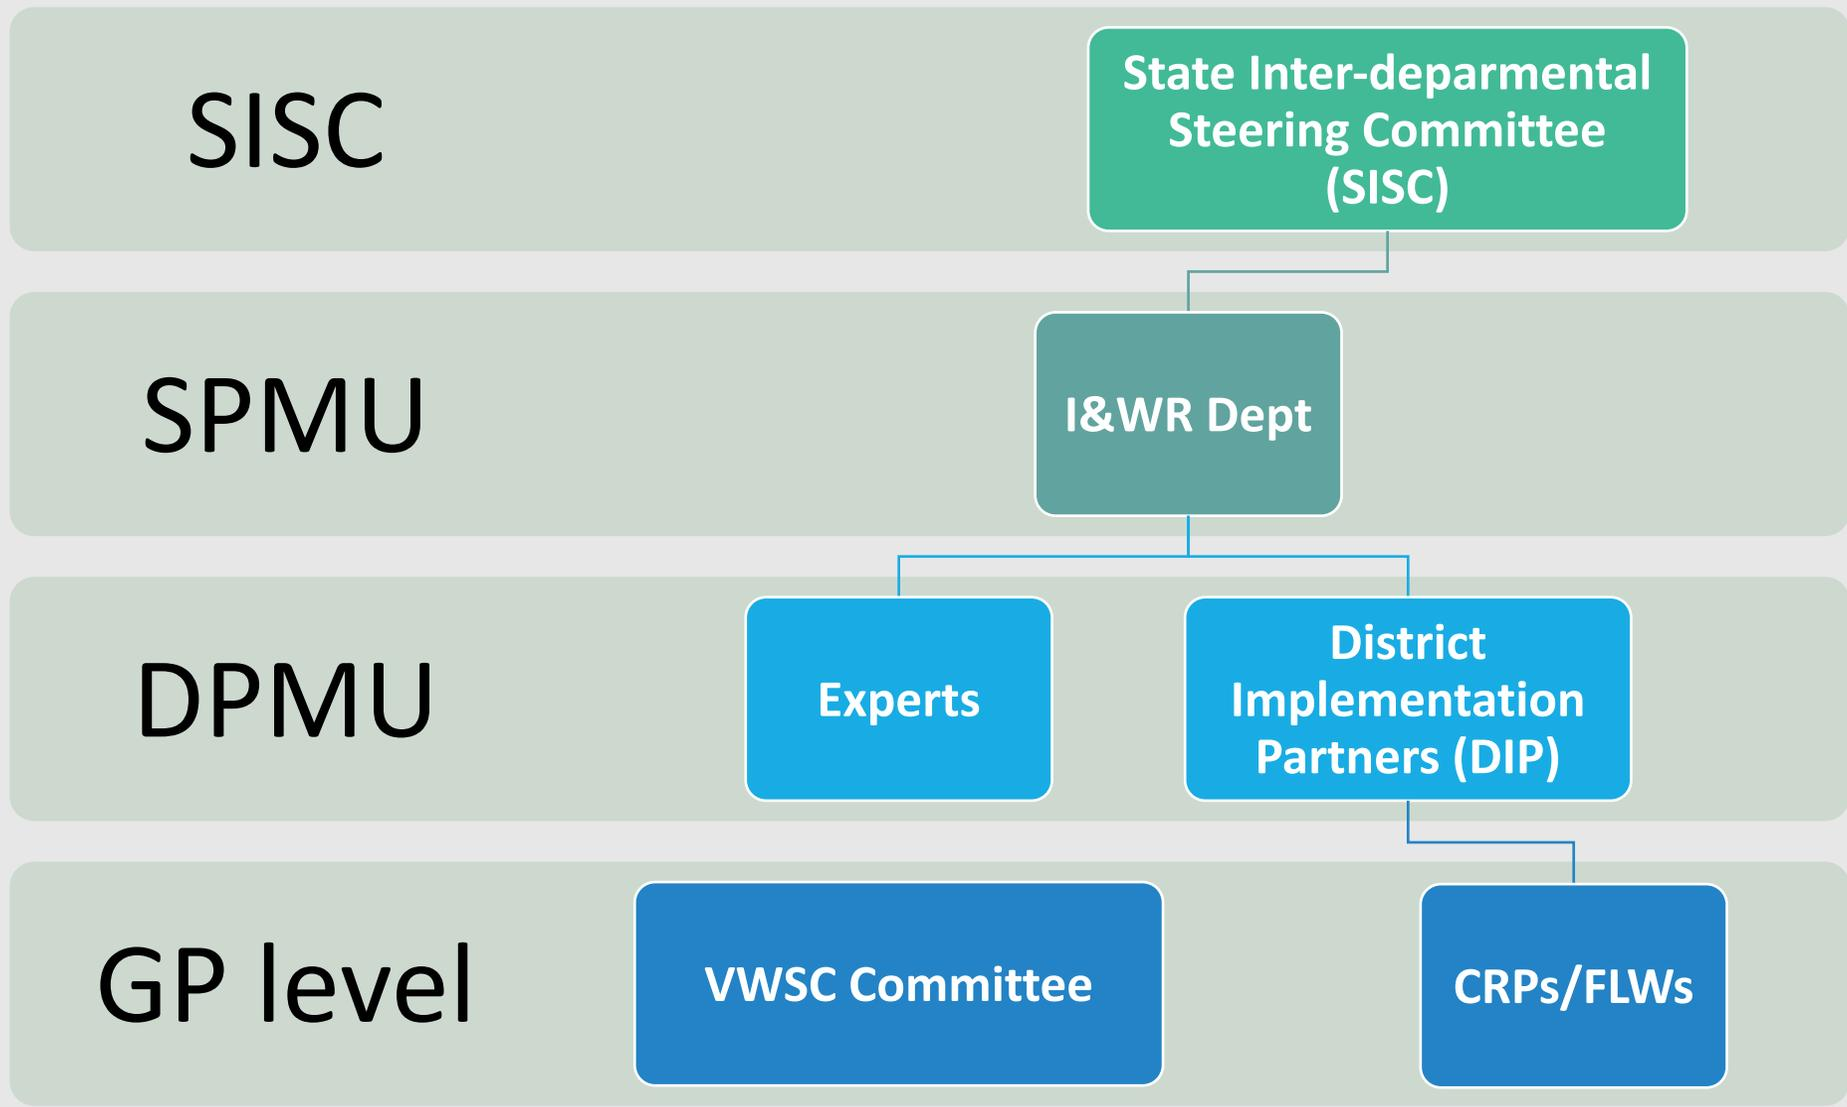 SISC
State Inter-deparmental
Steering Committee
(SISC)
SPMU
I&WR Dept
DPMU
Experts
District
Implementation
Partners (DIP)
GP level
VWSC Committee
CRPs/FLWs